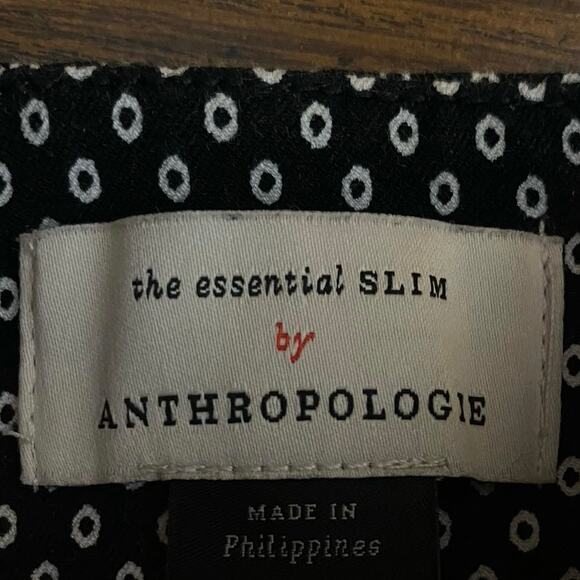 the essential SLIM
by
ANTHROPOLOGIE
MADE IN
Philippines